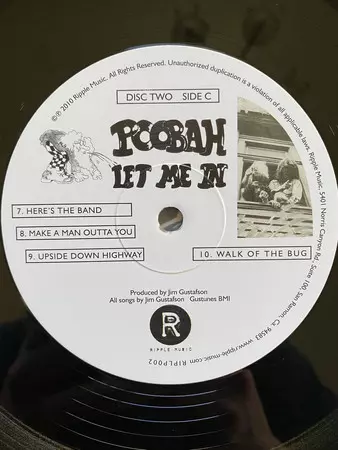 ©℗ 2010 Ripple Music. All Rights Reserved. Unauthorized duplication is a violation of all applicable laws. Ripple Music, 5401 Norris Canyon Rd., Suite 100, San Ramon, CA. 94583 www.ripple-music.com RIPLP002
DISC TWO SIDE C
POOBAH
LET ME IN
7. HERE'S THE BAND
8. MAKE A MAN OUTTA YOU
9. UPSIDE DOWN HIGHWAY
10. WALK OF THE BUG
Produced by Jim Gustafson
All songs by Jim Gustafson Gustunes BMI
R
RIPPLE MUSIC